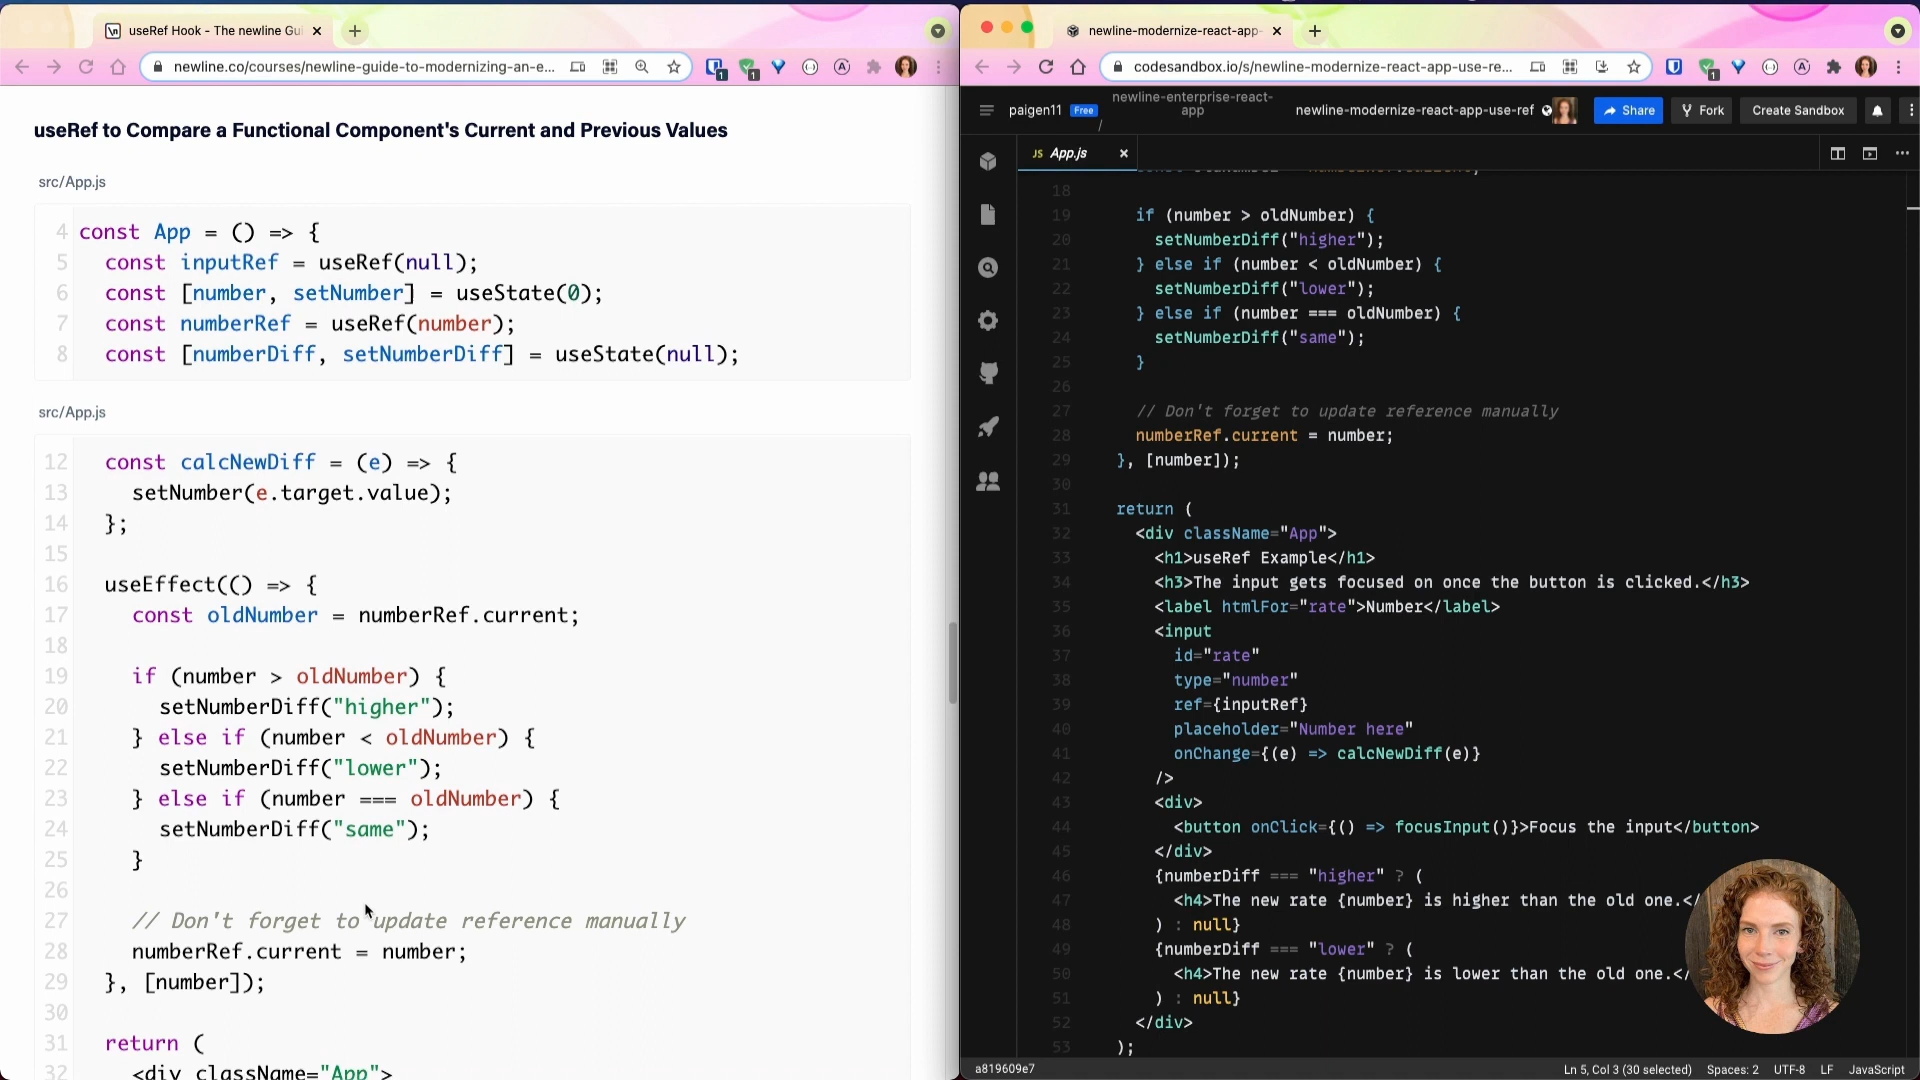 useRef Hook - The newline Gui
newline.co/courses/newline-guide-to-modernizing-an-e...
1
1
useRef to Compare a Functional Component's Current and Previous Values
src/App.js
4 const App = () => {
5 const inputRef = useRef(null);
6 const [number, setNumber] = useState(0);
7 const numberRef = useRef(number);
8 const [numberDiff, setNumberDiff] = useState(null);
src/App.js
12 const calcNewDiff = (e) => {
13 setNumber(e.target.value);
14 };
15
16 useEffect(() => {
17 const oldNumber = numberRef.current;
18
19 if (number > oldNumber) {
20 setNumberDiff("higher");
21 } else if (number < oldNumber) {
22 setNumberDiff("lower");
23 } else if (number === oldNumber) {
24 setNumberDiff("same");
25 }
26
27 // Don't forget to update reference manually
28 numberRef.current = number;
29 }, [number]);
30
31 return (
32 <div className="App">
newline-modernize-react-app-
codesandbox.io/s/newline-modernize-react-app-use-re...
1
paigen11 Free
newline-enterprise-react-
app
/
newline-modernize-react-app-use-ref
Share
Fork
Create Sandbox
JS App.js
18
19 if (number > oldNumber) {
20 setNumberDiff("higher");
21 } else if (number < oldNumber) {
22 setNumberDiff("lower");
23 } else if (number === oldNumber) {
24 setNumberDiff("same");
25 }
26
27 // Don't forget to update reference manually
28 numberRef.current = number;
29 }, [number]);
30
31 return (
32 <div className="App">
33 <h1>useRef Example</h1>
34 <h3>The input gets focused on once the button is clicked.</h3>
35 <label htmlFor="rate">Number</label>
36 <input
37 id="rate"
38 type="number"
39 ref={inputRef}
40 placeholder="Number here"
41 onChange={(e) => calcNewDiff(e)}
42 />
43 <div>
44 <button onClick={() => focusInput()}>Focus the input</button>
45 </div>
46 {numberDiff === "higher" ? (
47 <h4>The new rate {number} is higher than the old one.</
48 ) : null}
49 {numberDiff === "lower" ? (
50 <h4>The new rate {number} is lower than the old one.</
51 ) : null}
52 </div>
53 );
a819609e7
Ln 5, Col 3 (30 selected) Spaces: 2 UTF-8 LF JavaScript